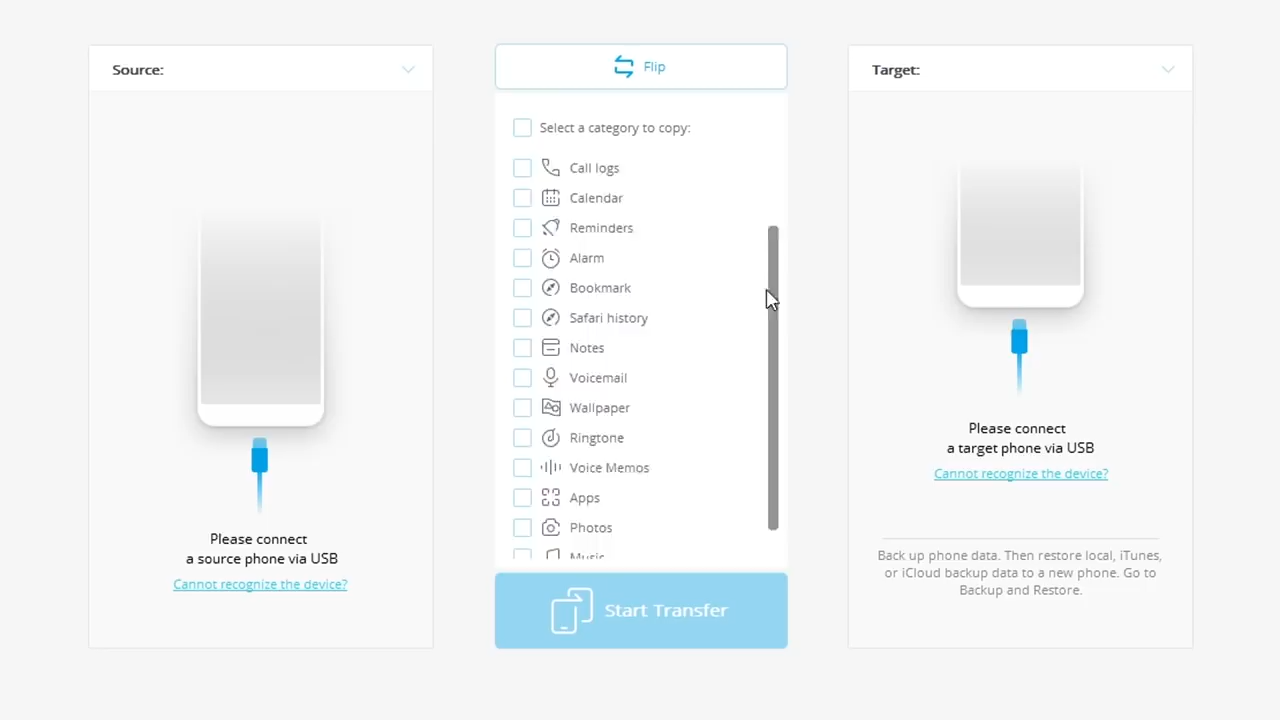 Source:
Please connect
a source phone via USB
Cannot recognize the device?
Flip
Select a category to copy:
Call logs
Calendar
Reminders
Alarm
Bookmark
Safari history
Notes
Voicemail
Wallpaper
Ringtone
Voice Memos
Apps
Photos
Music
Start Transfer
Target:
Please connect
a target phone via USB
Cannot recognize the device?
Back up phone data. Then restore local, iTunes,
or iCloud backup data to a new phone. Go to
Backup and Restore.